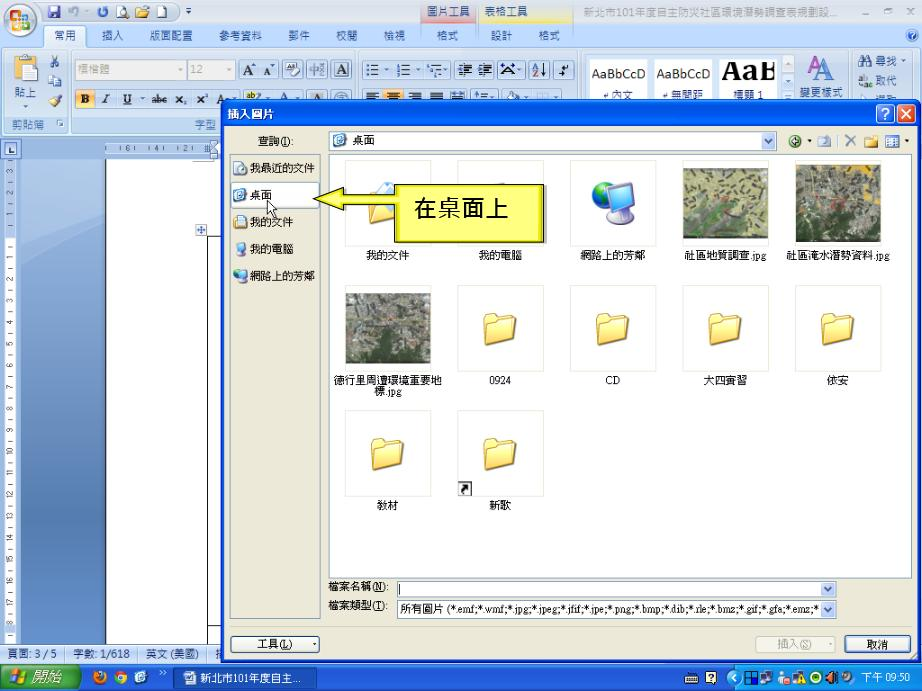 圖片工具 表格工具 新北市101年度自主防災社區環境潛勢調查表規劃設...
常用 插入 版面配置 參考資料 郵件 校閱 檢視 格式 設計 格式
貼上
標楷體 12
AaBbCcD AaBbCcD AaB
內文 無間距 標題 1
變更樣式
尋找
取代
剪貼簿 字型
插入圖片
查詢(I): 桌面
我最近的文件
桌面
我的文件
我的電腦
網路上的芳鄰
在桌面上
我的文件 我的電腦 網路上的芳鄰 社區地質調查.jpg 社區淹水潛勢資料.jpg
德行里周遭環境重要地標.jpg 0924 CD 大四實習 依安
教材 新歌
檔案名稱(N):
檔案類型(T): 所有圖片 (*.emf;*.wmf;*.jpg;*.jpeg;*.jfif;*.jpe;*.png;*.bmp;*.dib;*.rle;*.bmz;*.gif;*.gfa;*.emz;*
工具(L) 插入(S) 取消
頁面: 3 / 5 字數: 1/618 英文 (美國)
開始 新北市101年度自主... 下午 09:50